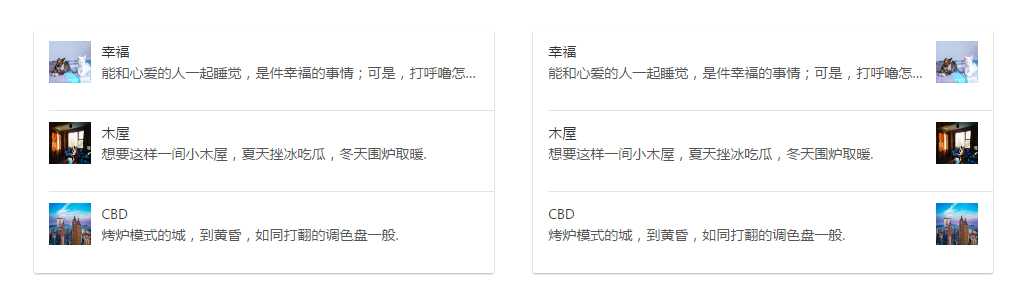 幸福
能和心爱的人一起睡觉，是件幸福的事情；可是，打呼噜怎...
木屋
想要这样一间小木屋，夏天挫冰吃瓜，冬天围炉取暖.
CBD
烤炉模式的城，到黄昏，如同打翻的调色盘一般.
幸福
能和心爱的人一起睡觉，是件幸福的事情；可是，打呼噜怎...
木屋
想要这样一间小木屋，夏天挫冰吃瓜，冬天围炉取暖.
CBD
烤炉模式的城，到黄昏，如同打翻的调色盘一般.